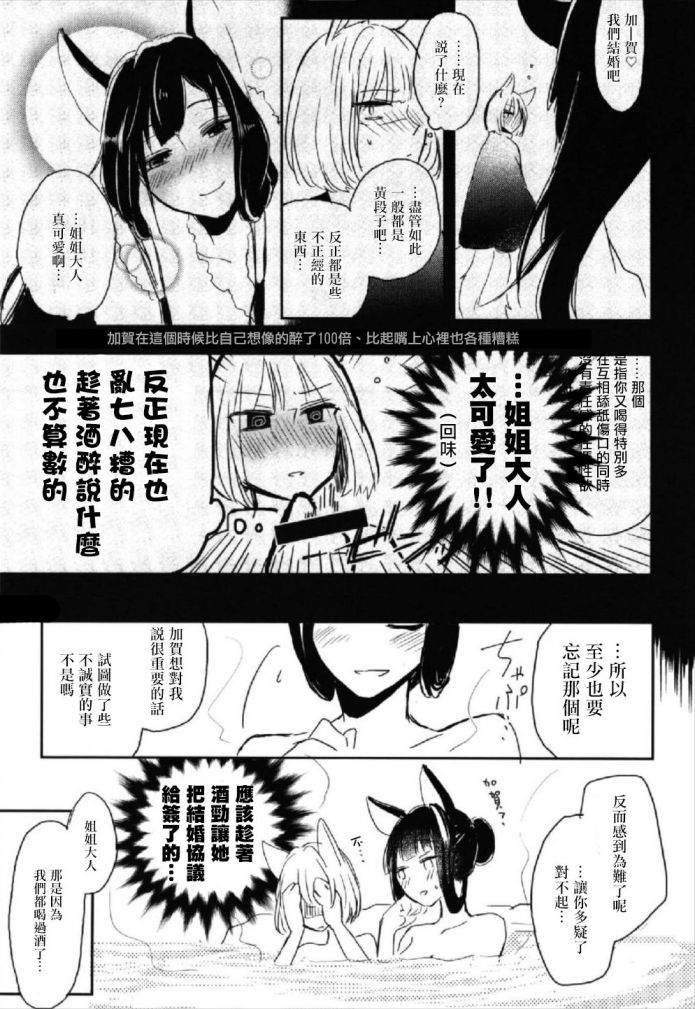 加—賀♡
我們結婚吧
……現在
說了什麼?
…盡管如此
一般都是
黃段子吧…
反正都是些
不正經的
東西…
…姐姐大人
真可愛啊…
加賀在這個時候比自己想像的醉了100倍、比起嘴上心裡也各種糟糕
……那個
是指你又喝得特別多
在互相舔舐傷口的同時
…姐姐大人
太可愛了!!
(回味)
反正現在也
亂七八糟的
趁著酒醉說什麼
也不算數的
…所以
至少也要
忘記那個呢
加賀想對我
說很重要的話
試圖做了些
不誠實的事
不是嗎
反而感到為難了呢
…讓你多疑了
對不起…
加賀?
不…
應該趁著
酒勁讓她
把結婚協議
給簽了的…
姐姐大人
那是因為
我們都喝過酒了…